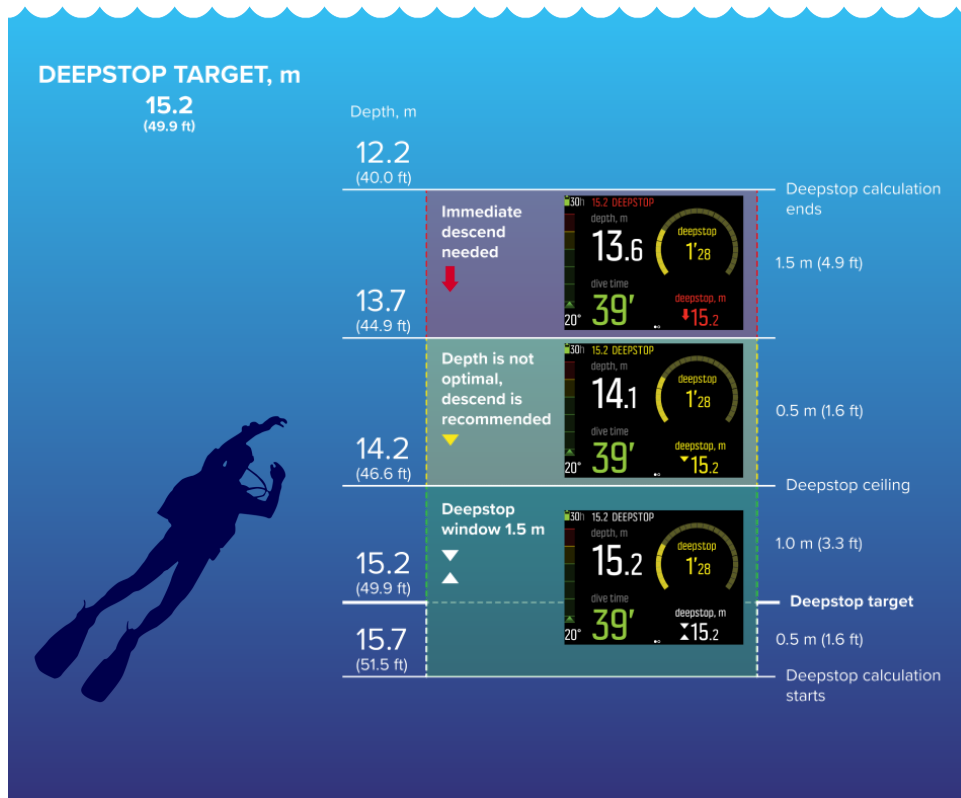 DEEPSTOP TARGET, m
15.2
(49.9 ft)
Depth, m
12.2
(40.0 ft)
Deepstop calculation
ends
Immediate
descend
needed
30h 15.2 DEEPSTOP
depth, m
13.6
deepstop
1'28
dive time
39'
deepstop, m
15.2
20°
1.5 m (4.9 ft)
13.7
(44.9 ft)
Depth is not
optimal,
descend is
recommended
30h 15.2 DEEPSTOP
depth, m
14.1
deepstop
1'28
dive time
39'
deepstop, m
15.2
20°
0.5 m (1.6 ft)
14.2
(46.6 ft)
Deepstop ceiling
Deepstop
window 1.5 m
30h 15.2 DEEPSTOP
depth, m
15.2
deepstop
1'28
dive time
39'
deepstop, m
15.2
20°
1.0 m (3.3 ft)
15.2
(49.9 ft)
Deepstop target
0.5 m (1.6 ft)
15.7
(51.5 ft)
Deepstop calculation
starts